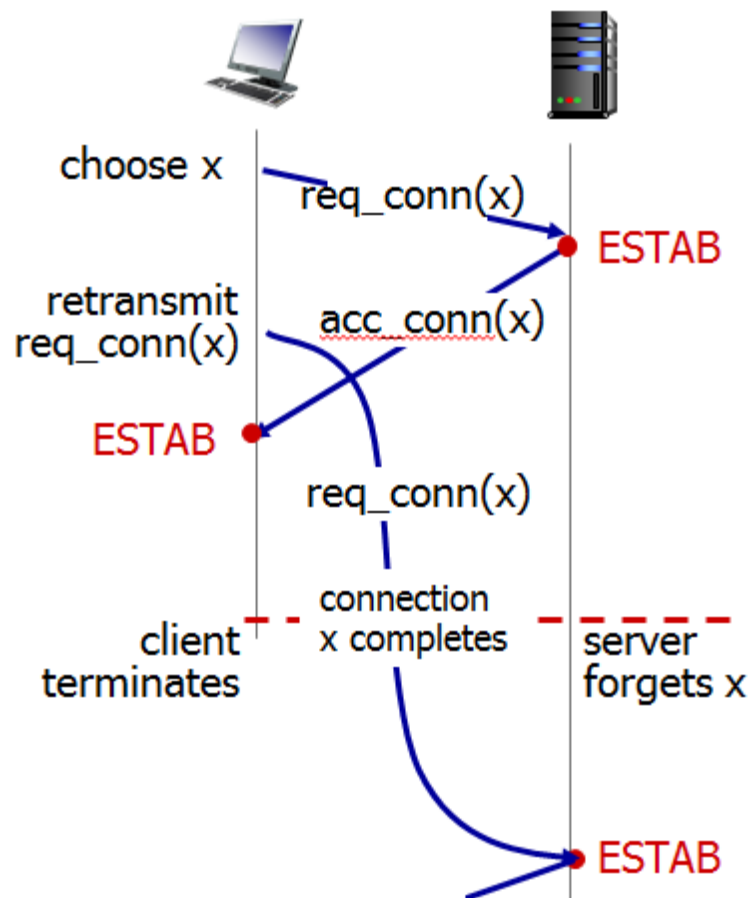 choose x
req_conn(x)
ESTAB
retransmit
req_conn(x)
acc_conn(x)
ESTAB
req_conn(x)
connection
x completes
client
terminates
server
forgets x
ESTAB